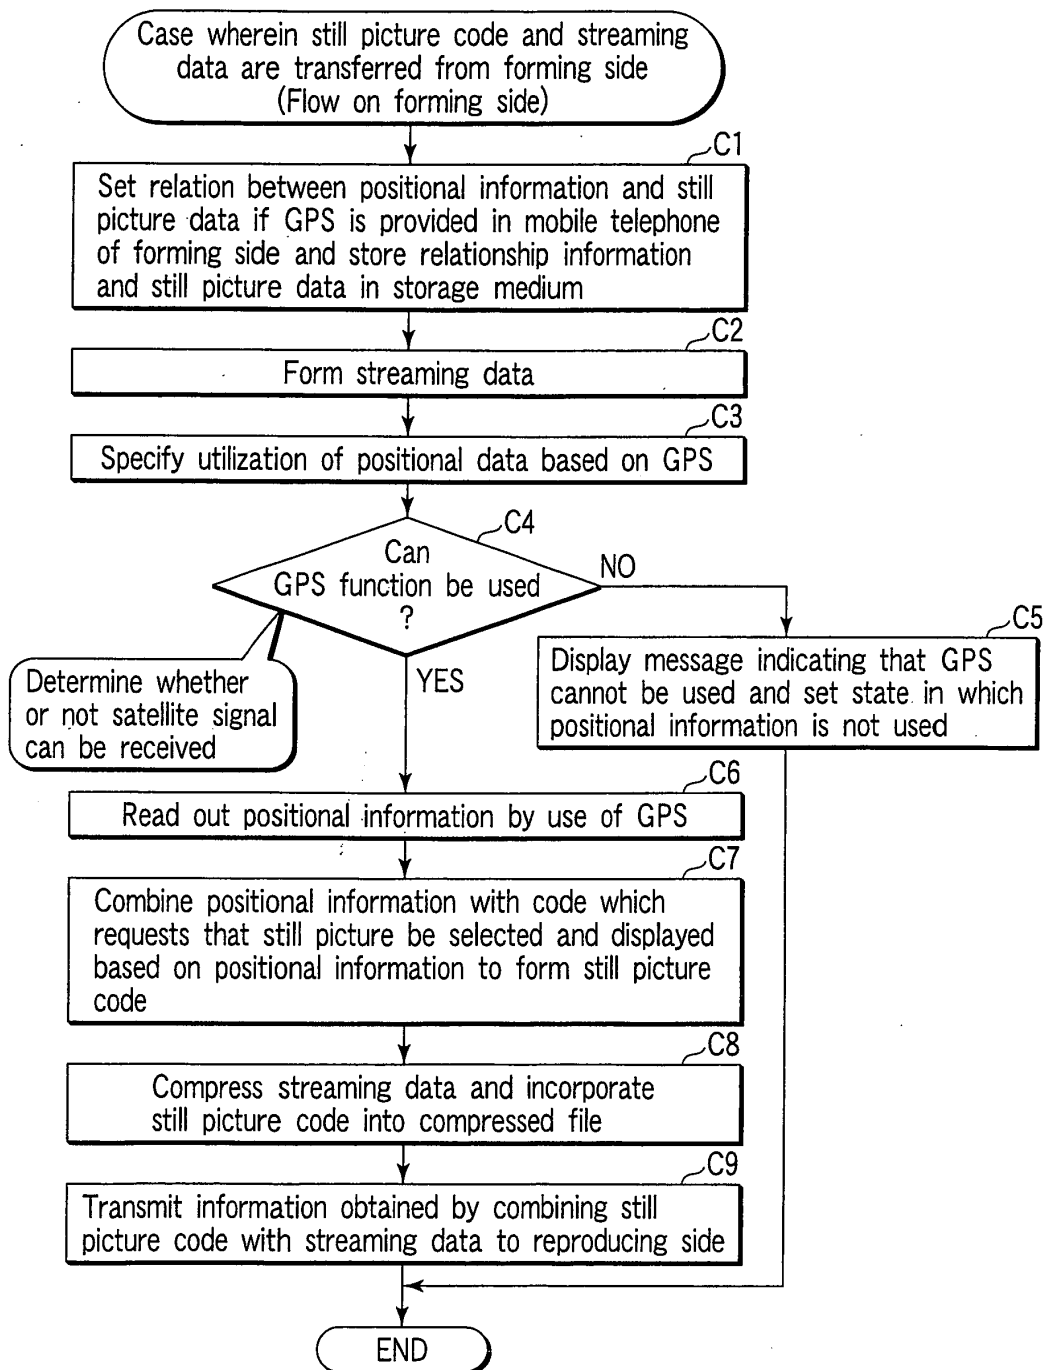 Case wherein still picture code and streaming
data are transferred from forming side
(Flow on forming side)
C1
Set relation between positional information and still
picture data if GPS is provided in mobile telephone
of forming side and store relationship information
and still picture data in storage medium
C2
Form streaming data
C3
Specify utilization of positional data based on GPS
C4
Can
GPS function be used
?
NO
YES
Determine whether
or not satellite signal
can be received
C5
Display message indicating that GPS
cannot be used and set state in which
positional information is not used
C6
Read out positional information by use of GPS
C7
Combine positional information with code which
requests that still picture be selected and displayed
based on positional information to form still picture
code
C8
Compress streaming data and incorporate
still picture code into compressed file
C9
Transmit information obtained by combining still
picture code with streaming data to reproducing side
END